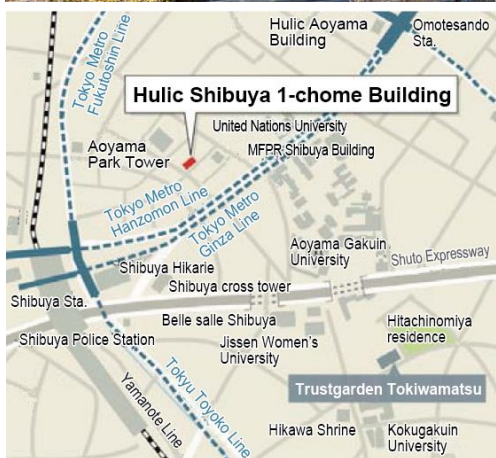 Hulic Aoyama
Building
Omotesando
Sta.
Tokyo Metro
Fukutoshin Line
Hulic Shibuya 1-chome Building
United Nations University
Aoyama
Park Tower
MFPR Shibuya Building
Tokyo Metro
Hanzomon Line
Tokyo Metro
Ginza Line
Aoyama Gakuin
University
Shuto Expressway
Shibuya Hikarie
Shibuya cross tower
Shibuya Sta.
Belle salle Shibuya
Hitachinomiya
residence
Shibuya Police Station
Jissen Women's
University
Trustgarden Tokiwamatsu
Yamanote Line
Tokyu Toyoko Line
Hikawa Shrine
Kokugakuin
University